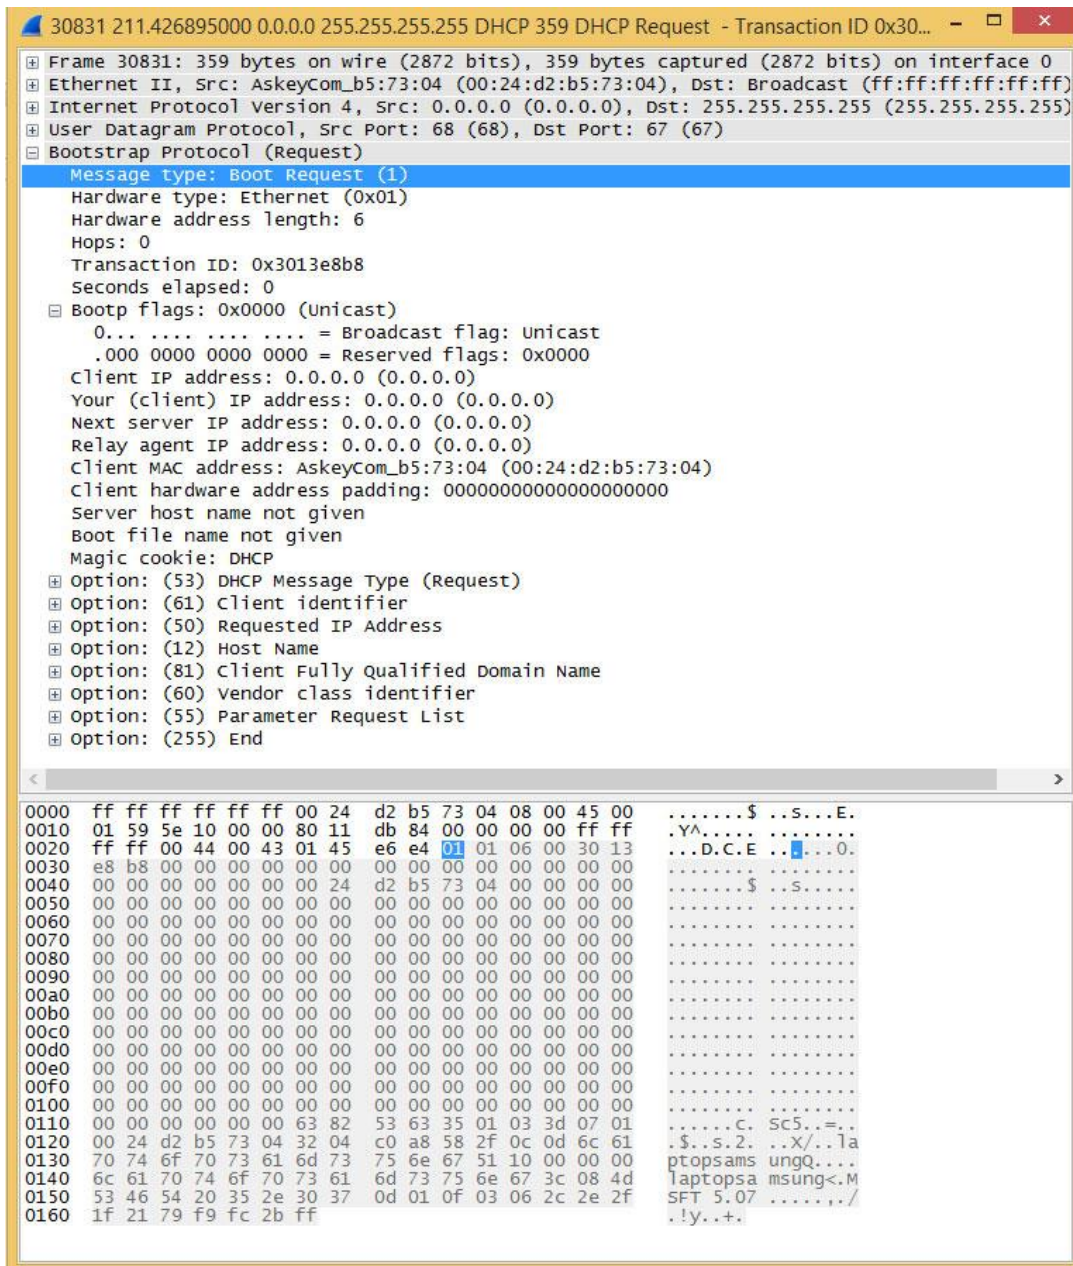 30831 211.426895000 0.0.0.0 255.255.255.255 DHCP 359 DHCP Request - Transaction ID 0x30...
Frame 30831: 359 bytes on wire (2872 bits), 359 bytes captured (2872 bits) on interface 0
Ethernet II, Src: AskeyCom_b5:73:04 (00:24:d2:b5:73:04), Dst: Broadcast (ff:ff:ff:ff:ff:ff)
Internet Protocol Version 4, Src: 0.0.0.0 (0.0.0.0), Dst: 255.255.255.255 (255.255.255.255)
User Datagram Protocol, Src Port: 68 (68), Dst Port: 67 (67)
Bootstrap Protocol (Request)
Message type: Boot Request (1)
Hardware type: Ethernet (0x01)
Hardware address length: 6
Hops: 0
Transaction ID: 0x3013e8b8
Seconds elapsed: 0
Bootp flags: 0x0000 (Unicast)
0... .... .... .... = Broadcast flag: Unicast
.000 0000 0000 0000 = Reserved flags: 0x0000
Client IP address: 0.0.0.0 (0.0.0.0)
Your (client) IP address: 0.0.0.0 (0.0.0.0)
Next server IP address: 0.0.0.0 (0.0.0.0)
Relay agent IP address: 0.0.0.0 (0.0.0.0)
Client MAC address: AskeyCom_b5:73:04 (00:24:d2:b5:73:04)
Client hardware address padding: 00000000000000000000
Server host name not given
Boot file name not given
Magic cookie: DHCP
Option: (53) DHCP Message Type (Request)
Option: (61) Client identifier
Option: (50) Requested IP Address
Option: (12) Host Name
Option: (81) Client Fully Qualified Domain Name
Option: (60) Vendor class identifier
Option: (55) Parameter Request List
Option: (255) End
0000 ff ff ff ff ff ff 00 24 d2 b5 73 04 08 00 45 00 .......$ ..s...E.
0010 01 59 5e 10 00 00 80 11 db 84 00 00 00 00 ff ff .Y^..... ........
0020 ff ff 00 44 00 43 01 45 e6 e4 01 01 06 00 30 13 ...D.C.E ......0.
0030 e8 b8 00 00 00 00 00 00 00 00 00 00 00 00 00 00 ........ ........
0040 00 00 00 00 00 00 00 24 d2 b5 73 04 00 00 00 00 .......$ ..s.....
0050 00 00 00 00 00 00 00 00 00 00 00 00 00 00 00 00 ........ ........
0060 00 00 00 00 00 00 00 00 00 00 00 00 00 00 00 00 ........ ........
0070 00 00 00 00 00 00 00 00 00 00 00 00 00 00 00 00 ........ ........
0080 00 00 00 00 00 00 00 00 00 00 00 00 00 00 00 00 ........ ........
0090 00 00 00 00 00 00 00 00 00 00 00 00 00 00 00 00 ........ ........
00a0 00 00 00 00 00 00 00 00 00 00 00 00 00 00 00 00 ........ ........
00b0 00 00 00 00 00 00 00 00 00 00 00 00 00 00 00 00 ........ ........
00c0 00 00 00 00 00 00 00 00 00 00 00 00 00 00 00 00 ........ ........
00d0 00 00 00 00 00 00 00 00 00 00 00 00 00 00 00 00 ........ ........
00e0 00 00 00 00 00 00 00 00 00 00 00 00 00 00 00 00 ........ ........
00f0 00 00 00 00 00 00 00 00 00 00 00 00 00 00 00 00 ........ ........
0100 00 00 00 00 00 00 00 00 00 00 00 00 00 00 00 00 ........ ........
0110 00 00 00 00 00 00 63 82 53 63 35 01 03 3d 07 01 ......c. Sc5..=..
0120 00 24 d2 b5 73 04 32 04 c0 a8 58 2f 0c 0d 6c 61 .$..s.2. ..X/..la
0130 70 74 6f 70 73 61 6d 73 75 6e 67 51 10 00 00 00 ptopsams ungQ....
0140 6c 61 70 74 6f 70 73 61 6d 73 75 6e 67 3c 08 4d laptopsa msung<.M
0150 53 46 54 20 35 2e 30 37 0d 01 0f 03 06 2c 2e 2f SFT 5.07 .....,./
0160 1f 21 79 f9 fc 2b ff .!y..+.